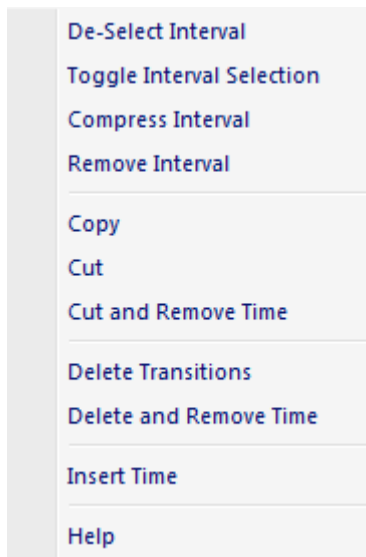 De-Select Interval
Toggle Interval Selection
Compress Interval
Remove Interval
Copy
Cut
Cut and Remove Time
Delete Transitions
Delete and Remove Time
Insert Time
Help